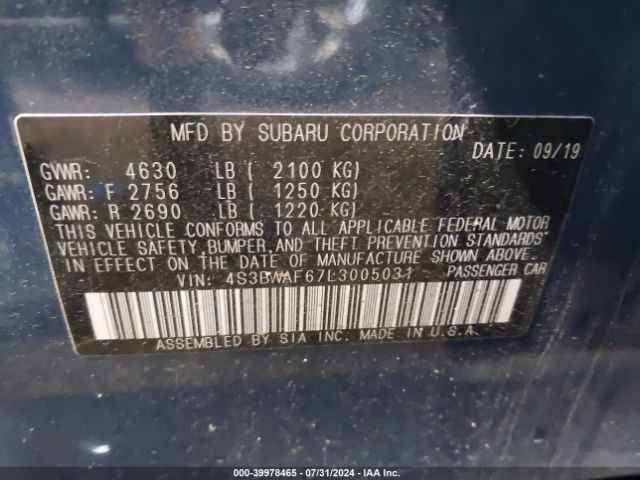 MFD BY SUBARU CORPORATION
DATE: 09/19
GVWR: 4630 LB ( 2100 KG)
GAWR: F 2756 LB ( 1250 KG)
GAWR: R 2690 LB ( 1220 KG)
THIS VEHICLE CONFORMS TO ALL APPLICABLE FEDERAL MOTOR
VEHICLE SAFETY, BUMPER, AND THEFT PREVENTION STANDARDS
IN EFFECT ON THE DATE OF MANUFACTURE SHOWN ABOVE.
VIN: 4S3BWAF67L3005031 PASSENGER CAR
ASSEMBLED BY SIA INC. MADE IN U.S.A
000-39978465 - 07/31/2024 - IAA Inc.